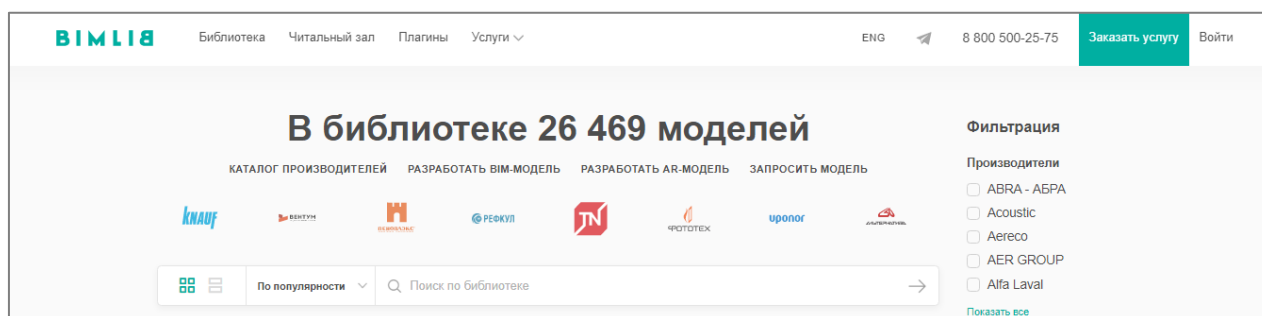 BIMLIB Библиотека Читальный зал Плагины Услуги ENG 8 800 500-25-75 Заказать услугу Войти
В библиотеке 26 469 моделей
КАТАЛОГ ПРОИЗВОДИТЕЛЕЙ РАЗРАБОТАТЬ BIM-МОДЕЛЬ РАЗРАБОТАТЬ AR-МОДЕЛЬ ЗАПРОСИТЬ МОДЕЛЬ
KNAUF ВЕНТУМ РЕФКУЛ TN ФОТОТЕХ uponor
По популярности Поиск по библиотеке
Фильтрация
Производители
ABRA - АБРА
Acoustic
Aereco
AER GROUP
Alfa Laval
Показать все